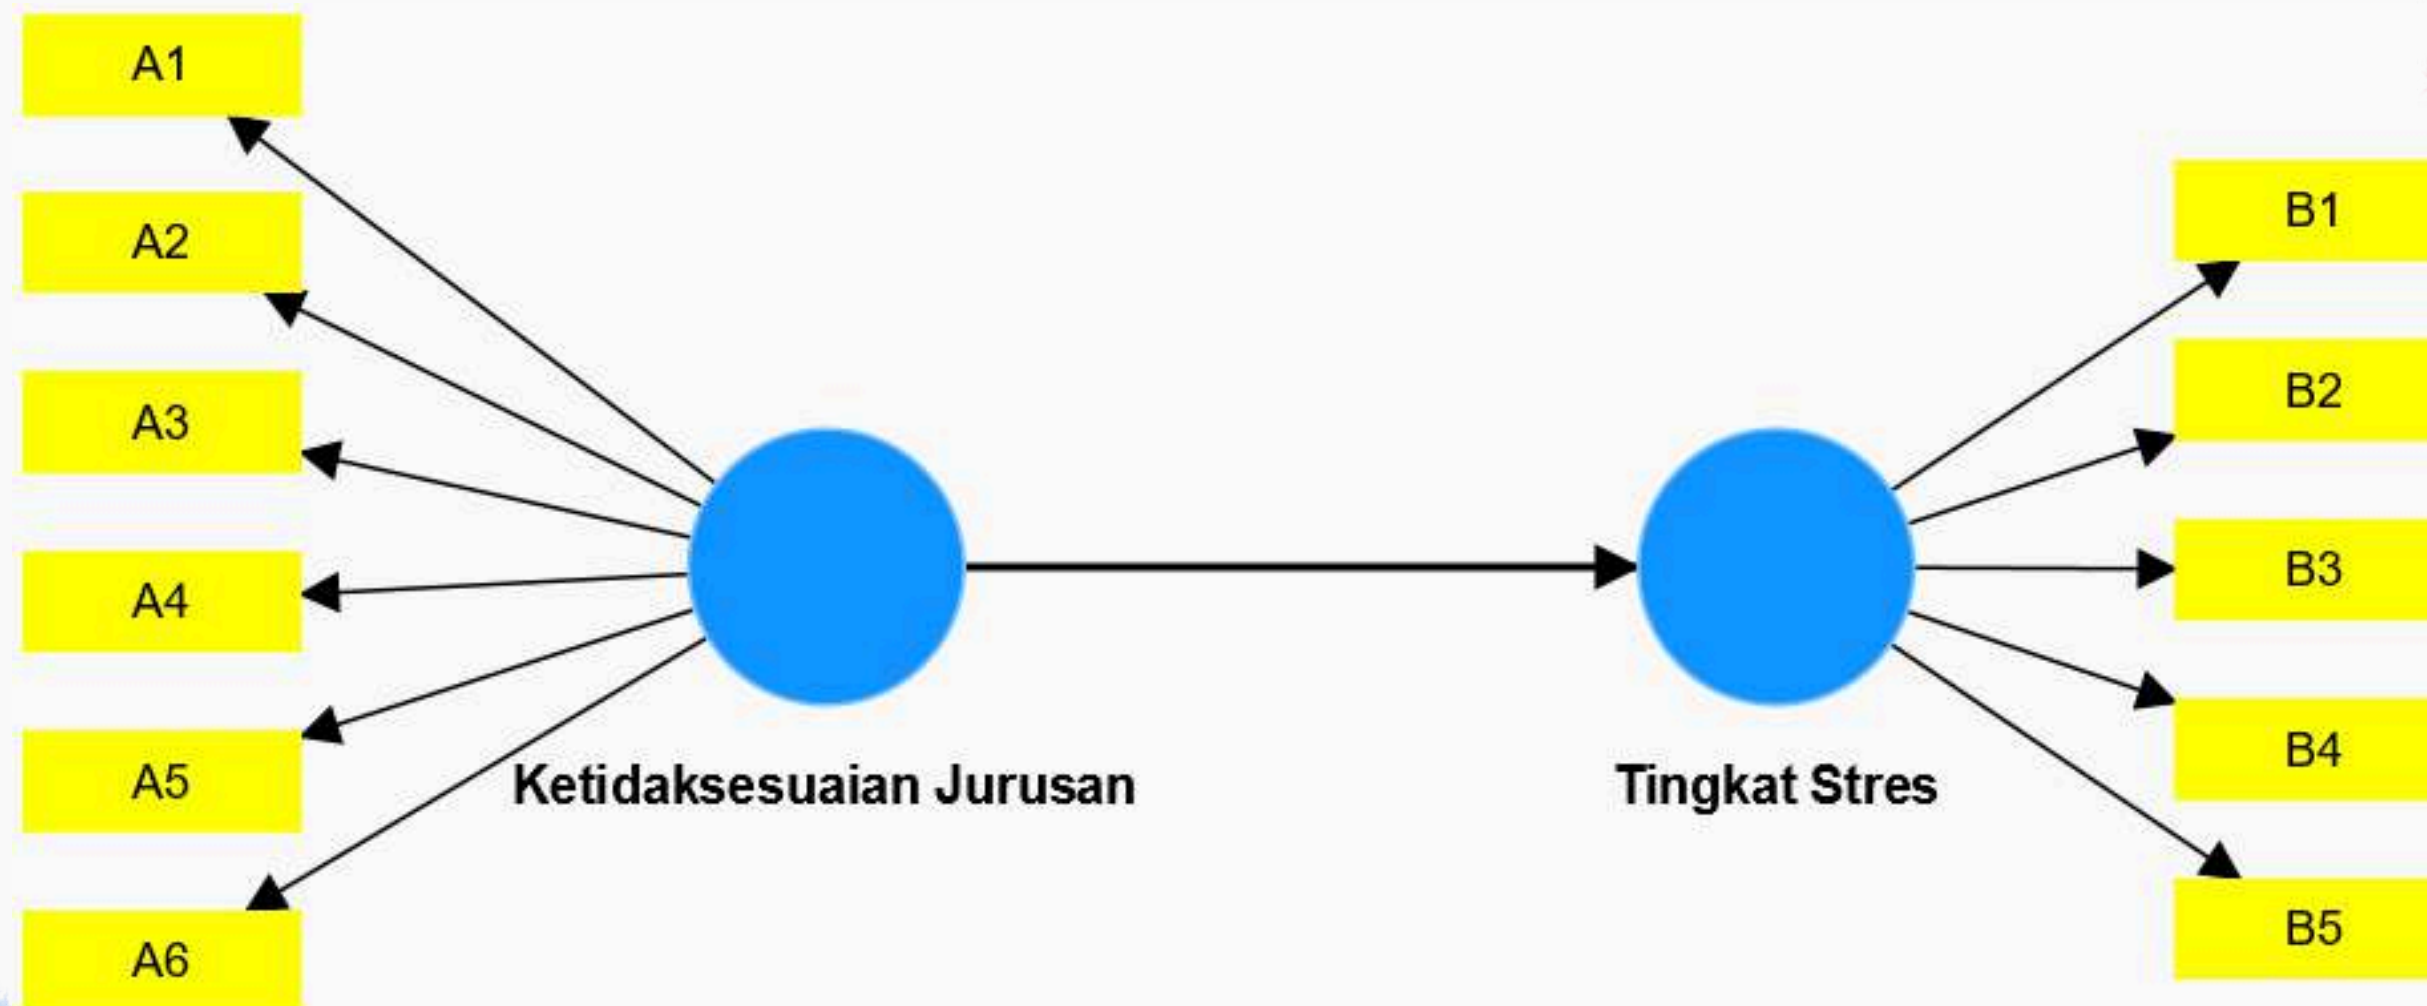 A1
A2
A3
A4
A5
A6
Ketidaksesuaian Jurusan
Tingkat Stres
B1
B2
B3
B4
B5